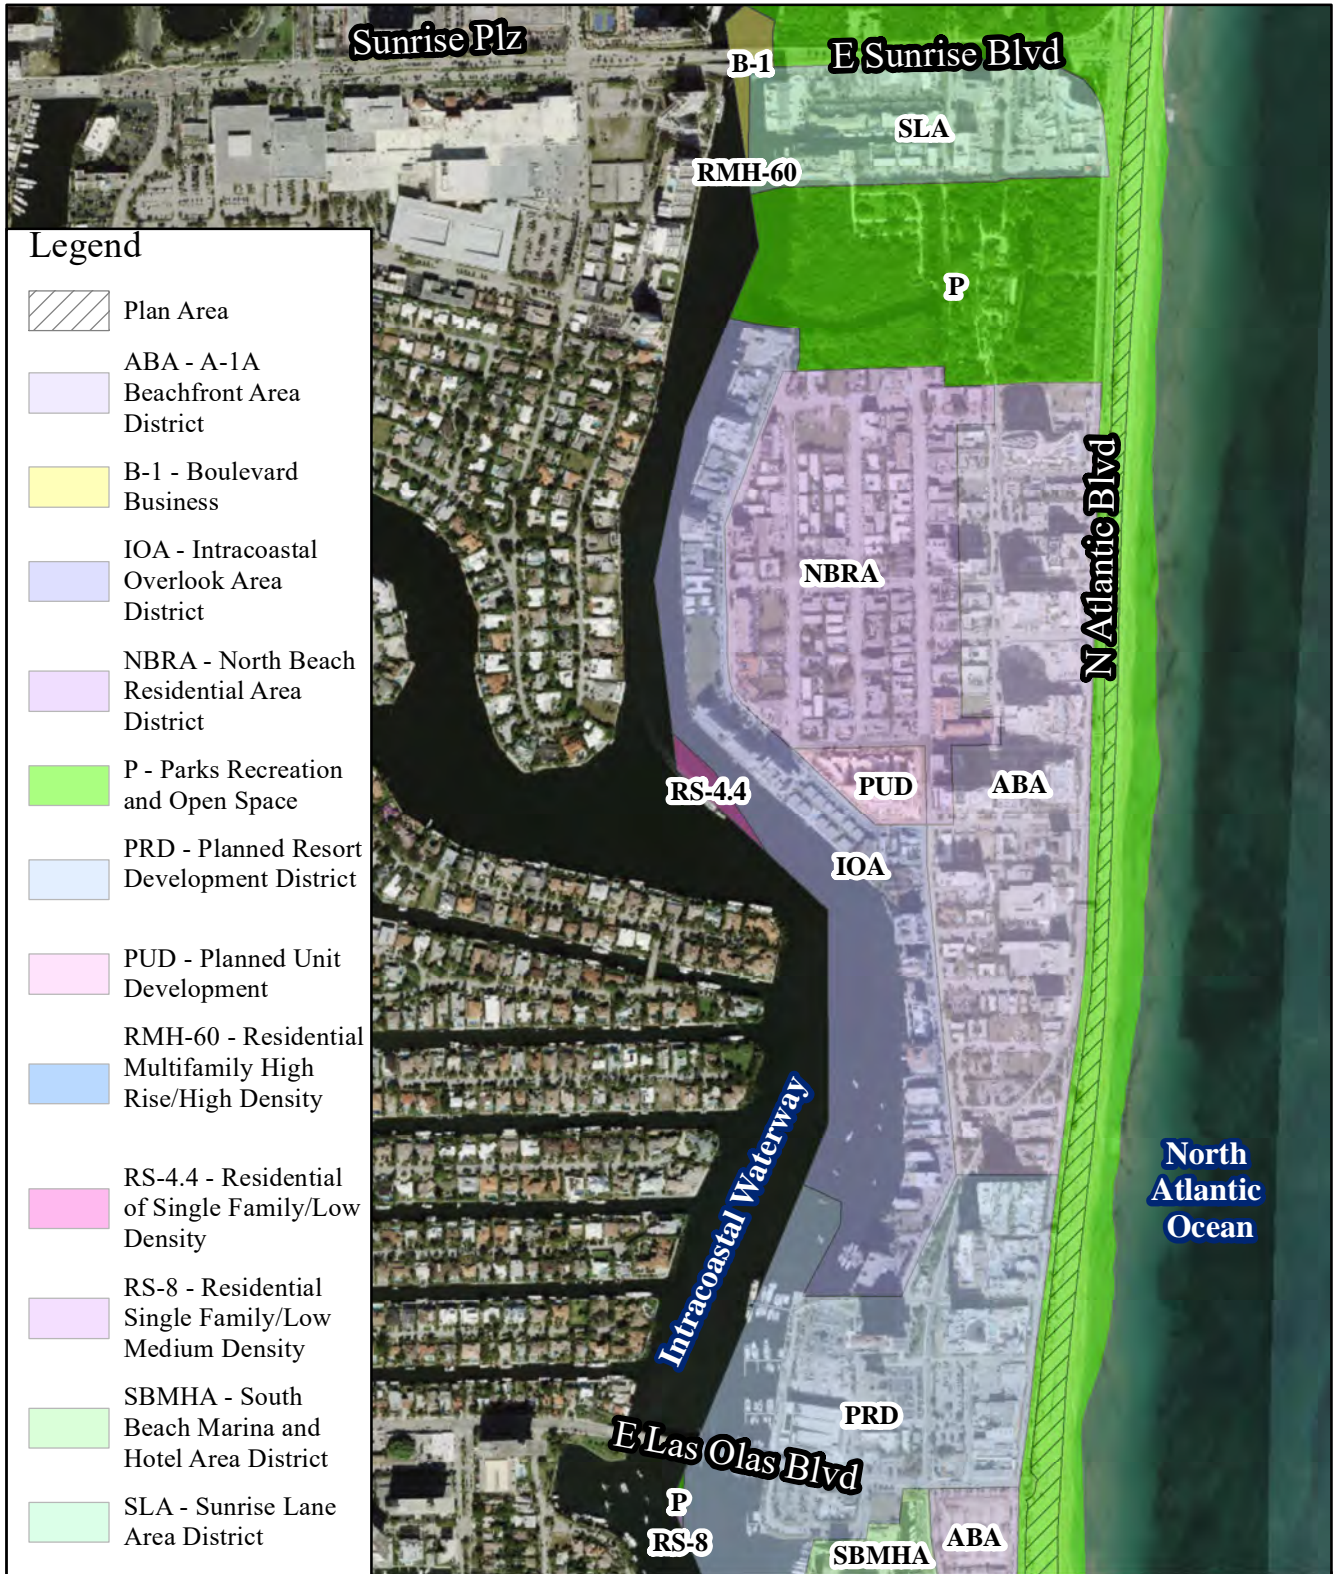 Sunrise Plz
E Sunrise Blvd
B-1
SLA
RMH-60
P
Legend
Plan Area
ABA - A-1A
Beachfront Area
District
B-1 - Boulevard
Business
IOA - Intracoastal
Overlook Area
District
NBRA - North Beach
Residential Area
District
P - Parks Recreation
and Open Space
PRD - Planned Resort
Development District
PUD - Planned Unit
Development
RMH-60 - Residential
Multifamily High
Rise/High Density
RS-4.4 - Residential
of Single Family/Low
Density
RS-8 - Residential
Single Family/Low
Medium Density
SBMHA - South
Beach Marina and
Hotel Area District
SLA - Sunrise Lane
Area District
N Atlantic Blvd
NBRA
RS-4.4
PUD
ABA
IOA
Intracoastal Waterway
North
Atlantic
Ocean
PRD
E Las Olas Blvd
P
RS-8
SBMHA
ABA